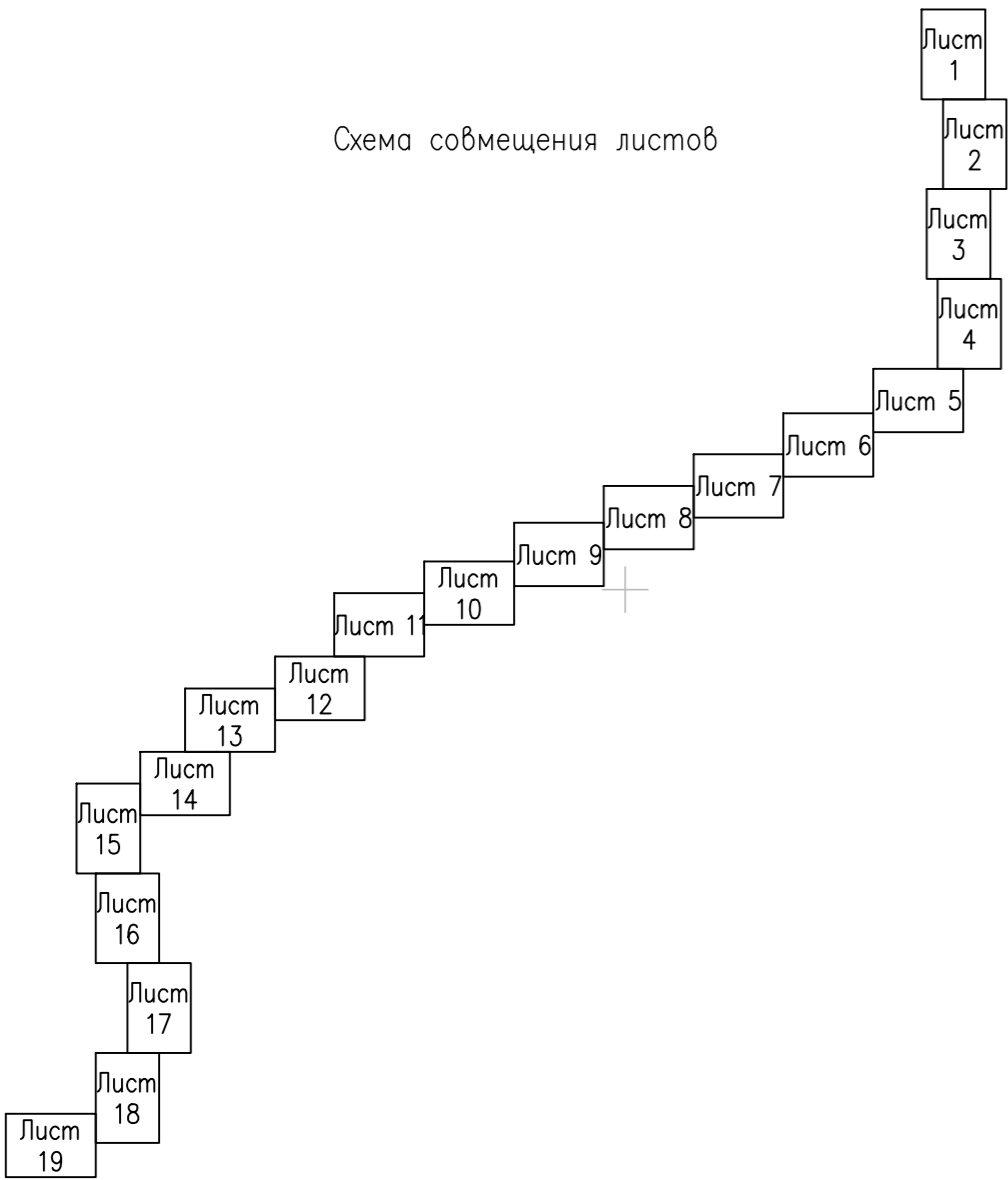 Схема совмещения листов
Лист
1
Лист
2
Лист
3
Лист
4
Лист 5
Лист 6
Лист 7
Лист 8
Лист 9
Лист
10
Лист 11
Лист
12
Лист
13
Лист
14
Лист
15
Лист
16
Лист
17
Лист
18
Лист
19